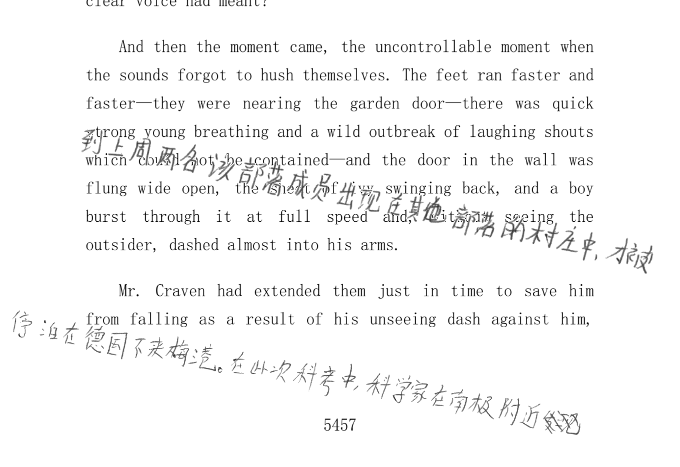 clear voice had meant?
And then the moment came, the uncontrollable moment when
the sounds forgot to hush themselves. The feet ran faster and
faster—they were nearing the garden door—there was quick
strong young breathing and a wild outbreak of laughing shouts
到上周两名该部落成员出现在其他部落的村庄中,才被
which could not be contained—and the door in the wall was
flung wide open, the sheet of ivy swinging back, and a boy
burst through it at full speed and, without seeing the
outsider, dashed almost into his arms.
Mr. Craven had extended them just in time to save him
from falling as a result of his unseeing dash against him,
停泊在德国不来梅港。在此次科考中,科学家在南极附近发现
5457